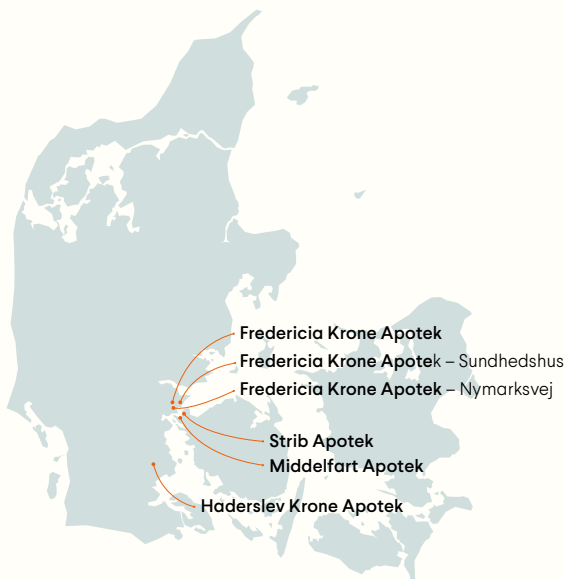 Fredericia Krone Apotek
Fredericia Krone Apotek – Sundhedshus
Fredericia Krone Apotek – Nymarksvej
Strib Apotek
Middelfart Apotek
Haderslev Krone Apotek